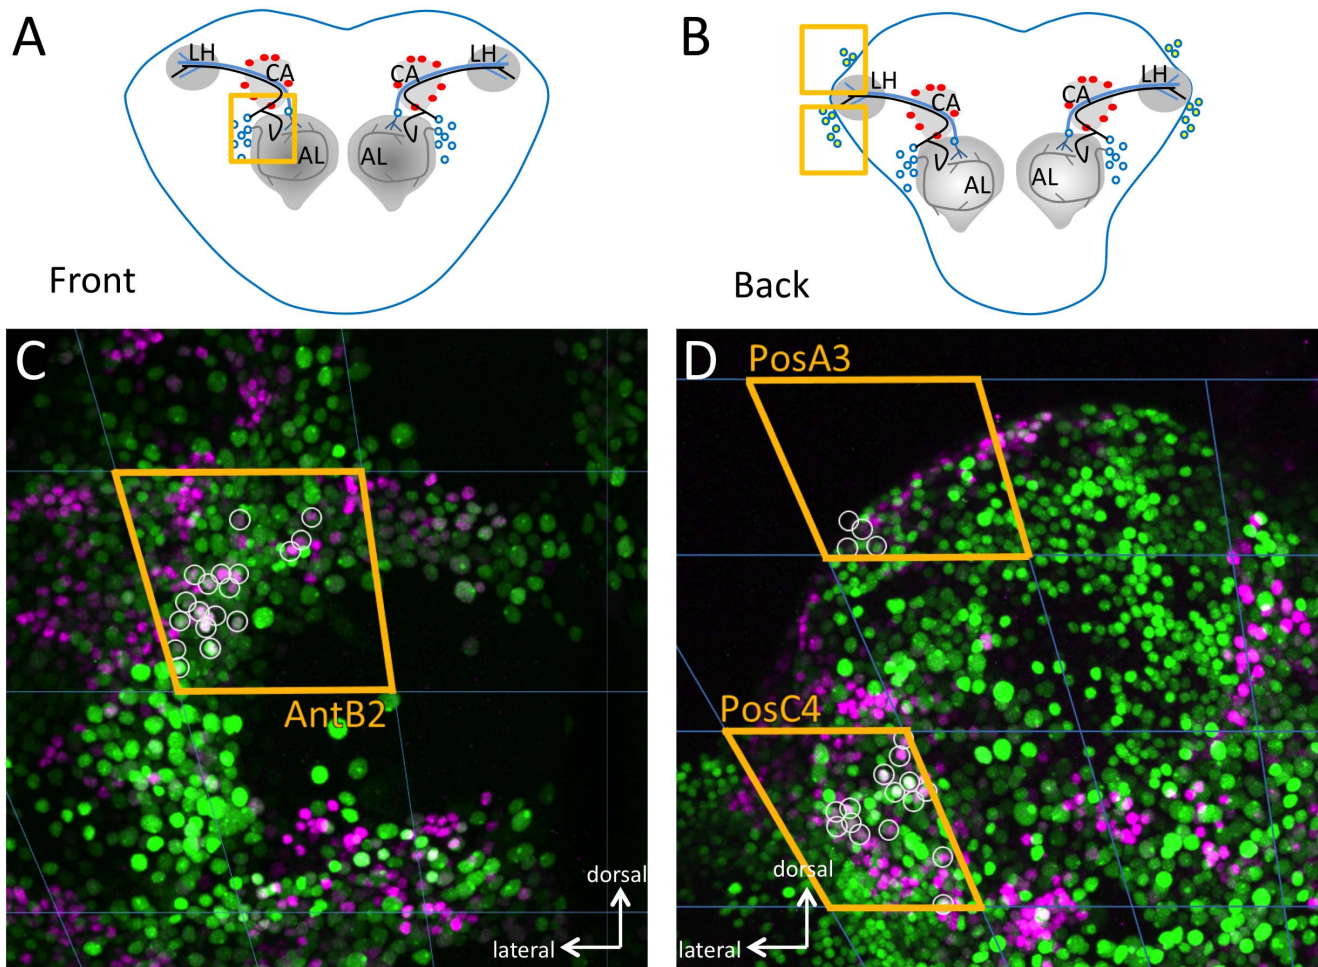 A
LH
CA
CA
LH
AL
AL
Front
B
LH
CA
CA
LH
AL
AL
Back
C
AntB2
dorsal
lateral
D
PosA3
PosC4
dorsal
lateral